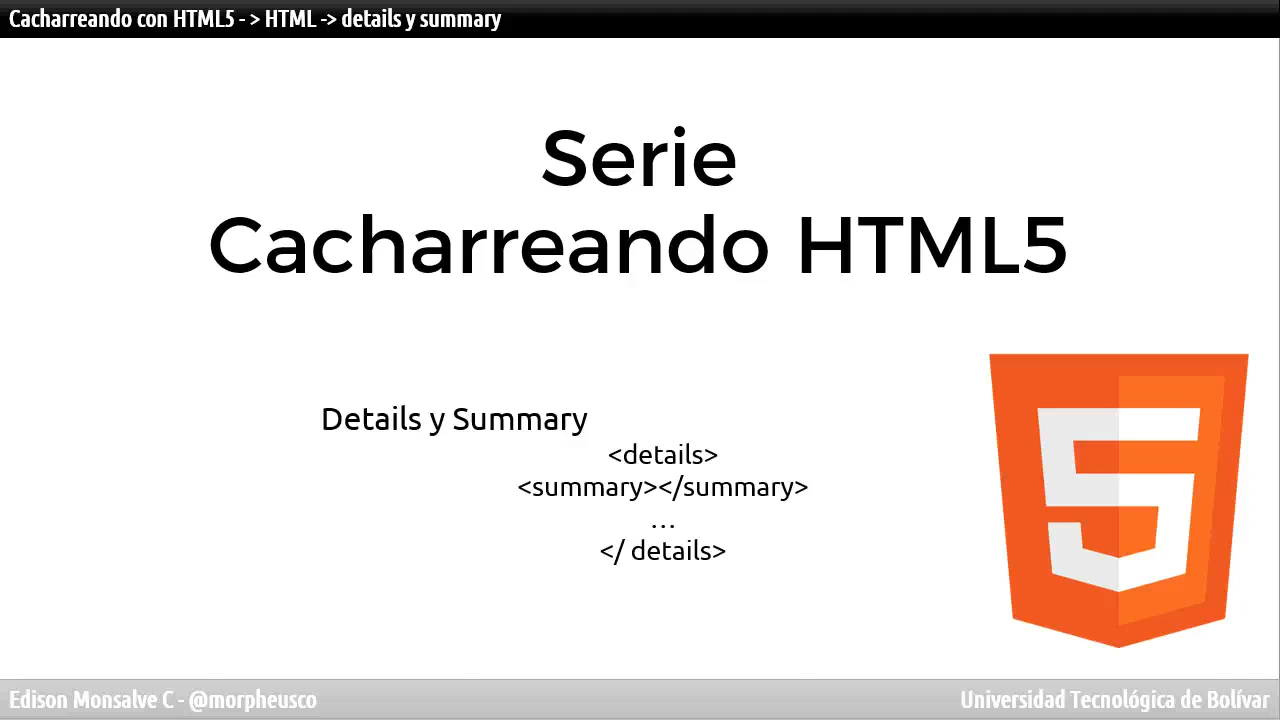 Cacharreando con HTML5 - > HTML -> details y summary
Serie
Cacharreando HTML5
Details y Summary
<details>
<summary></summary>
...
</ details>
5
Edison Monsalve C - @morpheusco
Universidad Tecnológica de Bolívar